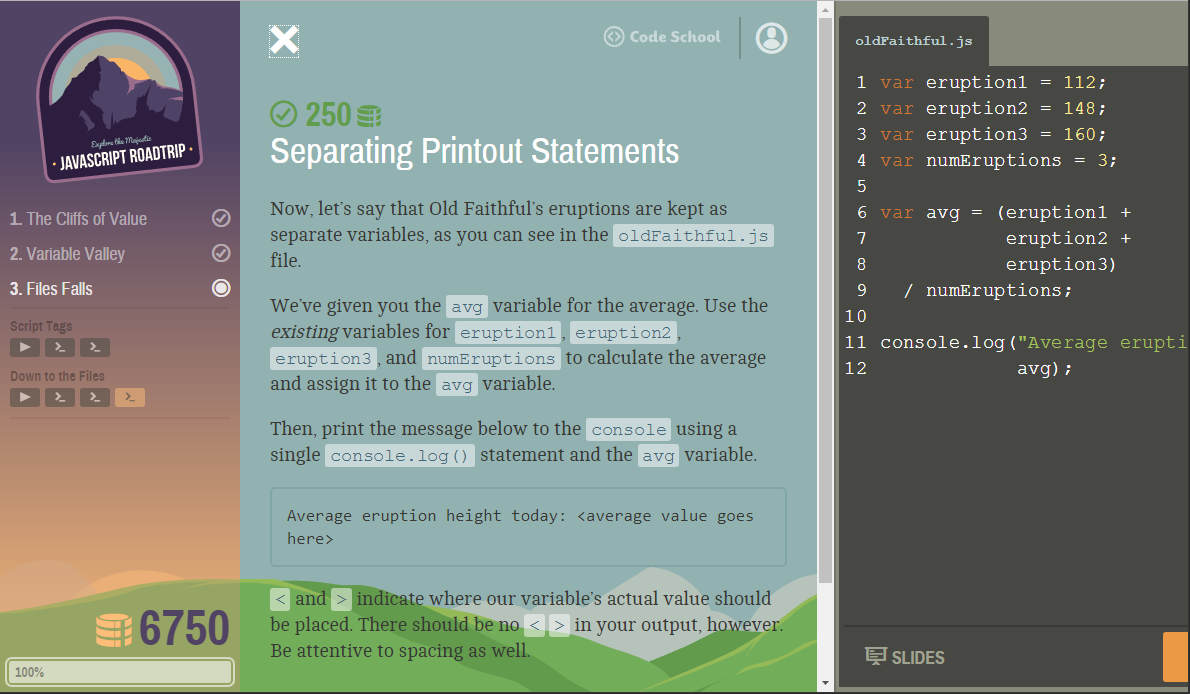 Explore the Majestic
· JAVASCRIPT ROADTRIP ·
1. The Cliffs of Value
2. Variable Valley
3. Files Falls
Script Tags
Down to the Files
6750
100%
Code School
250
Separating Printout Statements
Now, let's say that Old Faithful's eruptions are kept as
separate variables, as you can see in the oldFaithful.js
file.
We've given you the avg variable for the average. Use the
existing variables for eruption1, eruption2,
eruption3, and numEruptions to calculate the average
and assign it to the avg variable.
Then, print the message below to the console using a
single console.log() statement and the avg variable.
Average eruption height today: <average value goes
here>
< and > indicate where our variable's actual value should
be placed. There should be no < > in your output, however.
Be attentive to spacing as well.
oldFaithful.js
1 var eruption1 = 112;
2 var eruption2 = 148;
3 var eruption3 = 160;
4 var numEruptions = 3;
5
6 var avg = (eruption1 +
7 eruption2 +
8 eruption3)
9 / numEruptions;
10
11 console.log("Average erupti
12 avg);
SLIDES